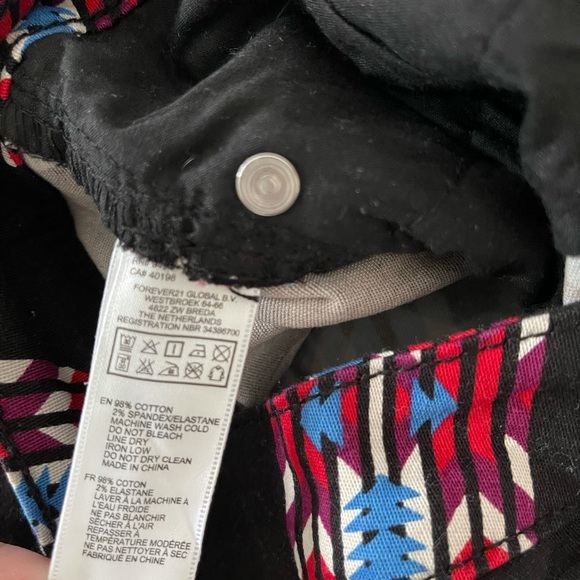 CA# 40198
FOREVER21 GLOBAL B.V.
WESTBROEK 64-66
4822 ZW BREDA
THE NETHERLANDS
REGISTRATION NBR 34386700
EN 98% COTTON
2% SPANDEX/ELASTANE
MACHINE WASH COLD
DO NOT BLEACH
LINE DRY
IRON LOW
DO NOT DRY CLEAN
MADE IN CHINA
FR 98% COTON
2% ELASTANE
LAVER À LA MACHINE À
L'EAU FROIDE
NE PAS BLANCHIR
SÉCHER À L'AIR
REPASSER À
TEMPÉRATURE MODÉRÉE
NE PAS NETTOYER À SEC
FABRIQUÉ EN CHINE